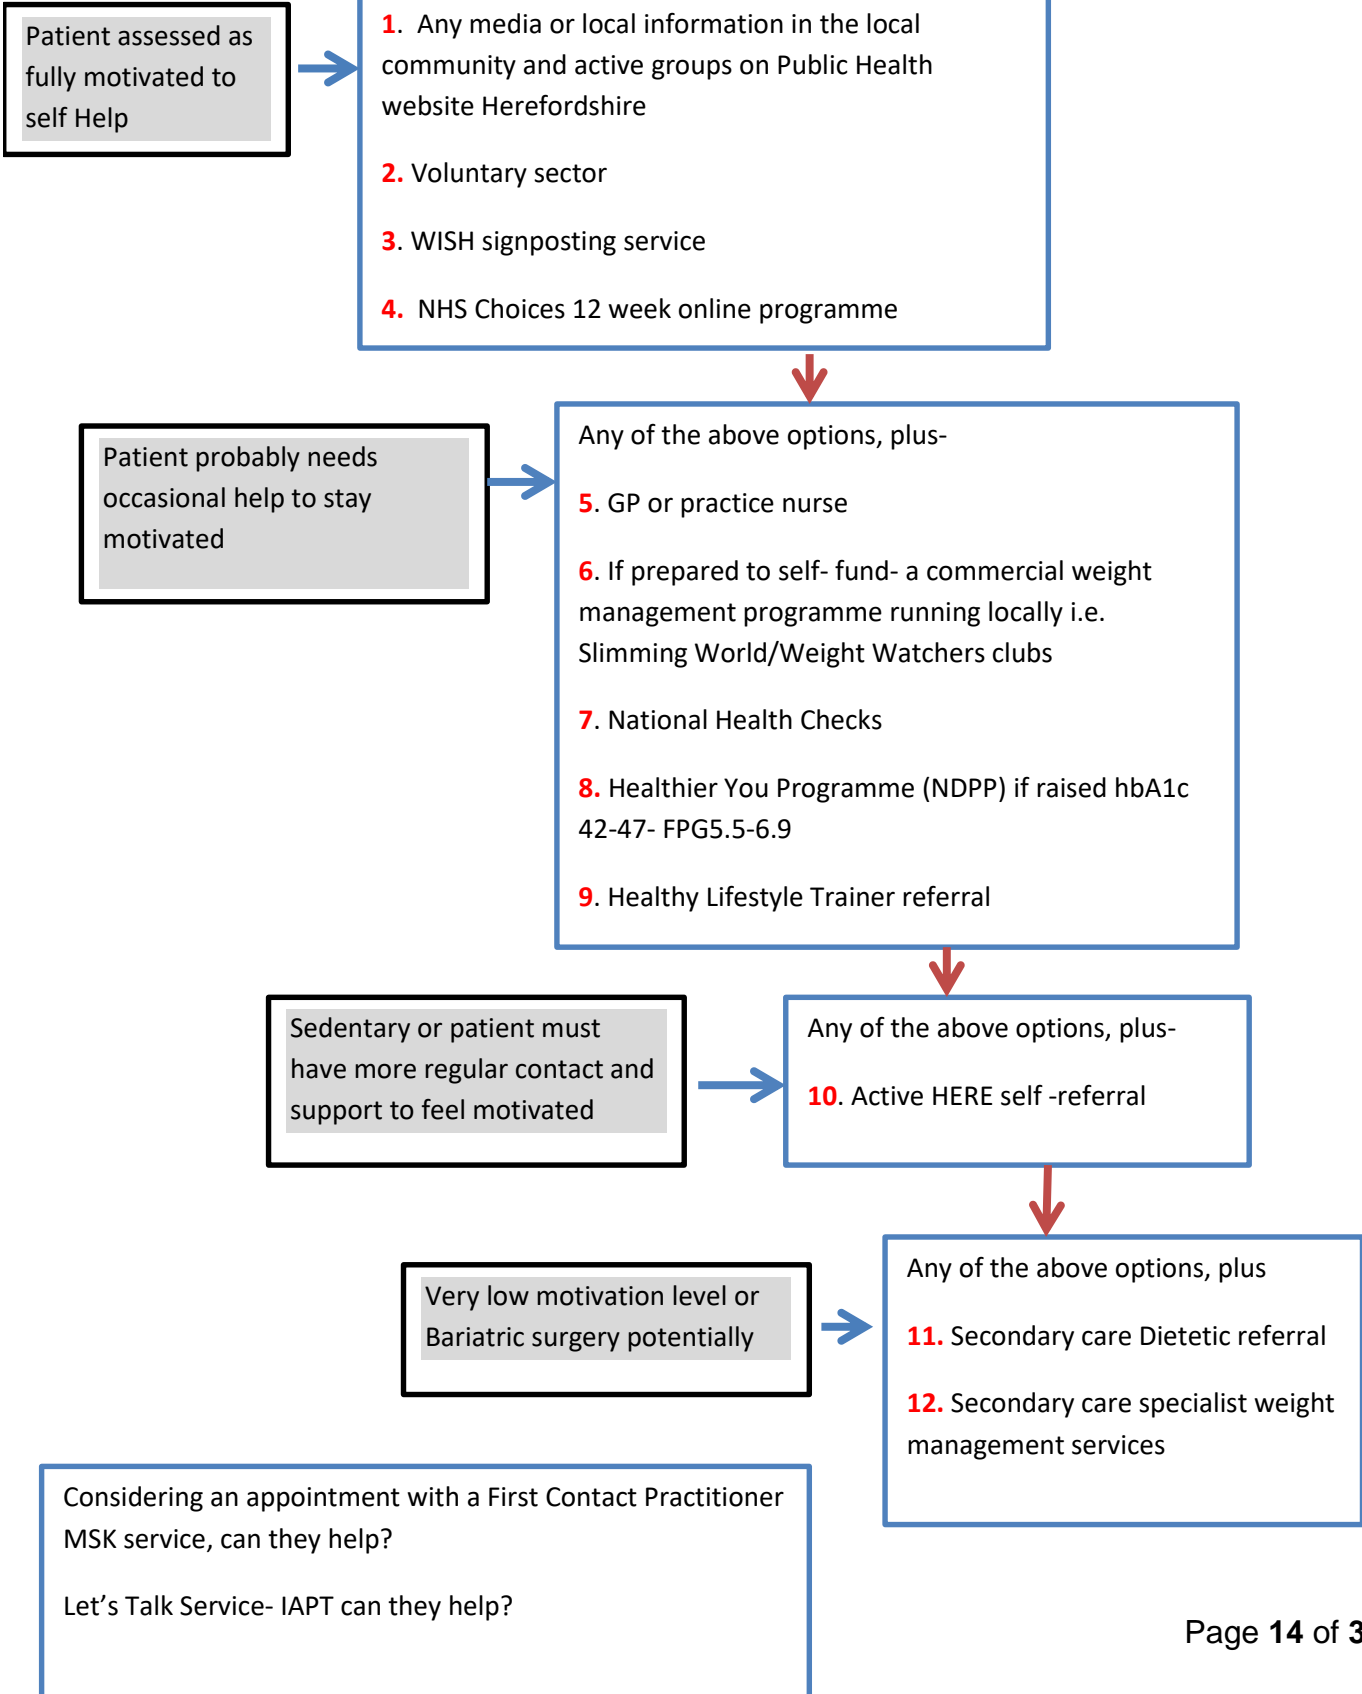 Patient assessed as
fully motivated to
self Help
1.  Any media or local information in the local
community and active groups on Public Health
website Herefordshire
2. Voluntary sector
3. WISH signposting service
4.  NHS Choices 12 week online programme
Patient probably needs
occasional help to stay
motivated
Any of the above options, plus-
5. GP or practice nurse
6. If prepared to self- fund- a commercial weight
management programme running locally i.e.
Slimming World/Weight Watchers clubs
7. National Health Checks
8. Healthier You Programme (NDPP) if raised hbA1c
42-47- FPG5.5-6.9
9. Healthy Lifestyle Trainer referral
Sedentary or patient must
have more regular contact and
support to feel motivated
Any of the above options, plus-
10. Active HERE self -referral
Very low motivation level or
Bariatric surgery potentially
Any of the above options, plus
11. Secondary care Dietetic referral
12. Secondary care specialist weight
management services
Considering an appointment with a First Contact Practitioner
MSK service, can they help?
Let’s Talk Service- IAPT can they help?
Page 14 of 3